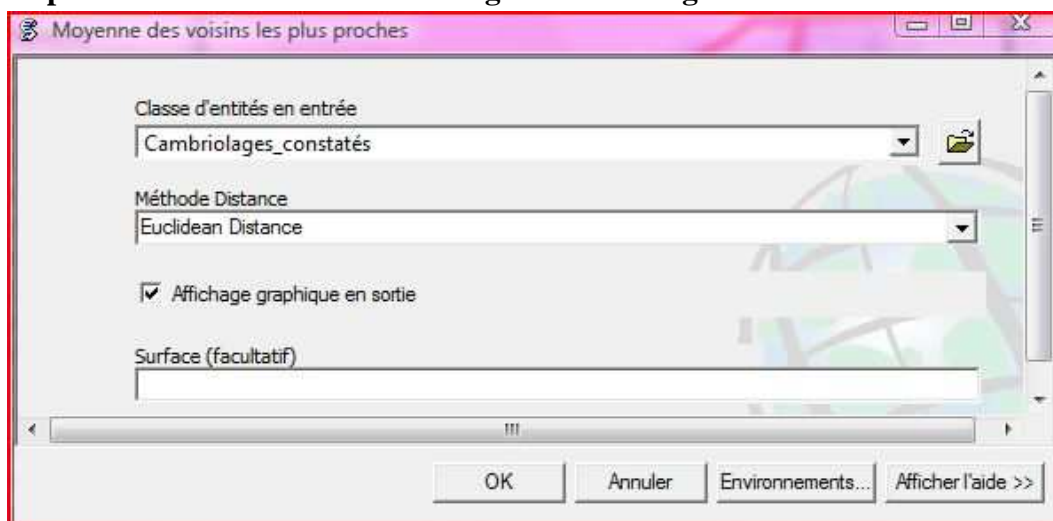 Moyenne des voisins les plus proches
Classe d'entités en entrée
Cambriolages_constatés
Méthode Distance
Euclidean Distance
Affichage graphique en sortie
Surface (facultatif)
OK
Annuler
Environnements...
Afficher l'aide >>